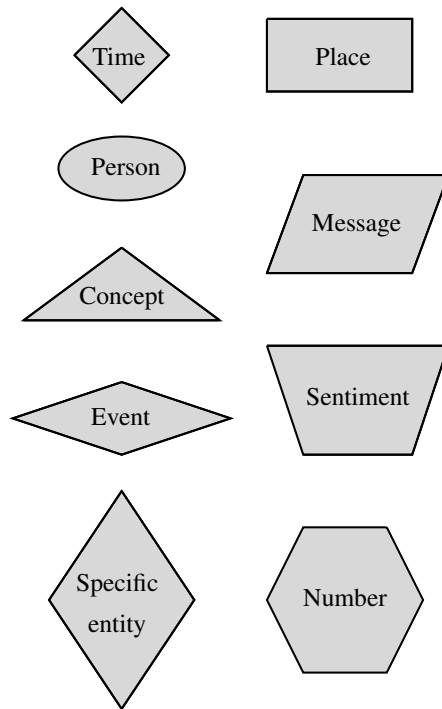 Time
Place
Person
Message
Concept
Sentiment
Event
Specific
entity
Number